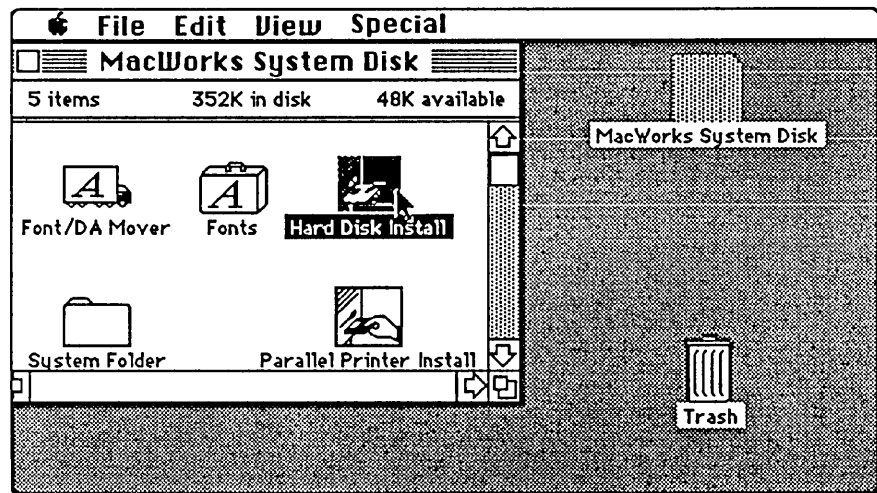 File Edit View Special
MacWorks System Disk
5 items 352K in disk 48K available
MacWorks System Disk
A
A
Font/DA Mover Fonts Hard Disk Install
System Folder Parallel Printer Install
Trash